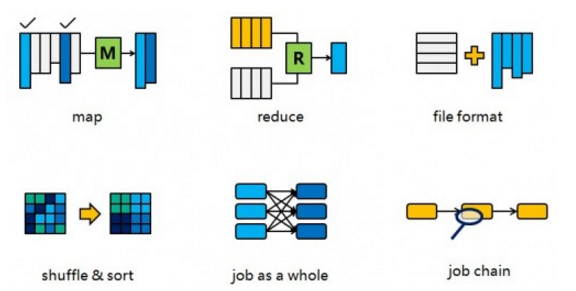 M
R
map
reduce
file format
shuffle & sort
job as a whole
job chain